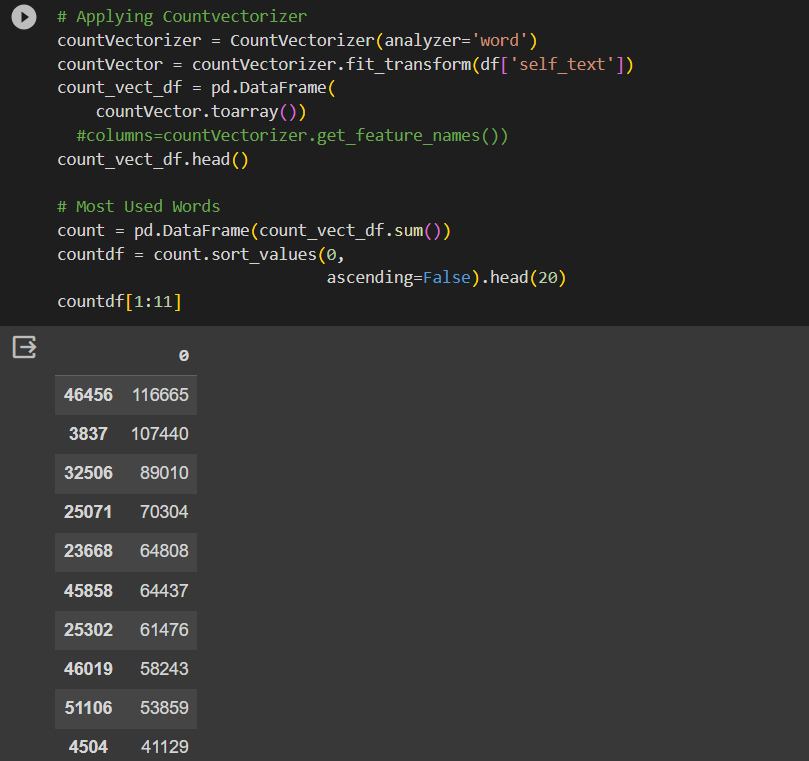 # Applying Countvectorizer
countVectorizer = CountVectorizer(analyzer='word')
countVector = countVectorizer.fit_transform(df['self_text'])
count_vect_df = pd.DataFrame(
    countVector.toarray())
  #columns=countVectorizer.get_feature_names())
count_vect_df.head()

# Most Used Words
count = pd.DataFrame(count_vect_df.sum())
countdf = count.sort_values(0,
                            ascending=False).head(20)
countdf[1:11]
0
46456 116665
3837 107440
32506 89010
25071 70304
23668 64808
45858 64437
25302 61476
46019 58243
51106 53859
4504 41129